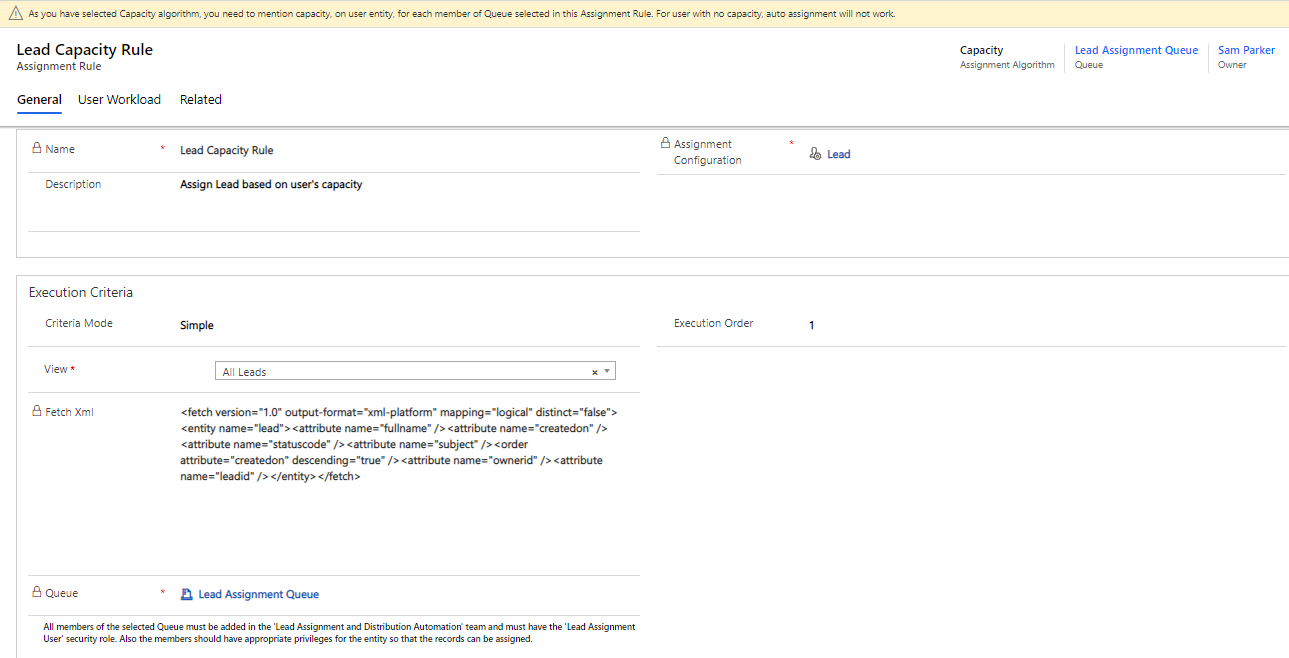 As you have selected Capacity algorithm, you need to mention capacity, on user entity, for each member of Queue selected in this Assignment Rule. For user with no capacity, auto assignment will not work.
Lead Capacity Rule
Assignment Rule
Capacity
Assignment Algorithm
Lead Assignment Queue
Queue
Sam Parker
Owner
General User Workload Related
Name * Lead Capacity Rule
Assignment Configuration * Lead
Description Assign Lead based on user's capacity
Execution Criteria
Criteria Mode Simple
Execution Order 1
View * All Leads x
Fetch Xml
<fetch version="1.0" output-format="xml-platform" mapping="logical" distinct="false">
<entity name="lead"><attribute name="fullname" /><attribute name="createdon" />
<attribute name="statuscode" /><attribute name="subject" /><order
attribute="createdon" descending="true" /><attribute name="ownerid" /><attribute
name="leadid" /></entity></fetch>
Queue * Lead Assignment Queue
All members of the selected Queue must be added in the 'Lead Assignment and Distribution Automation' team and must have the 'Lead Assignment
User' security role. Also the members should have appropriate privileges for the entity so that the records can be assigned.